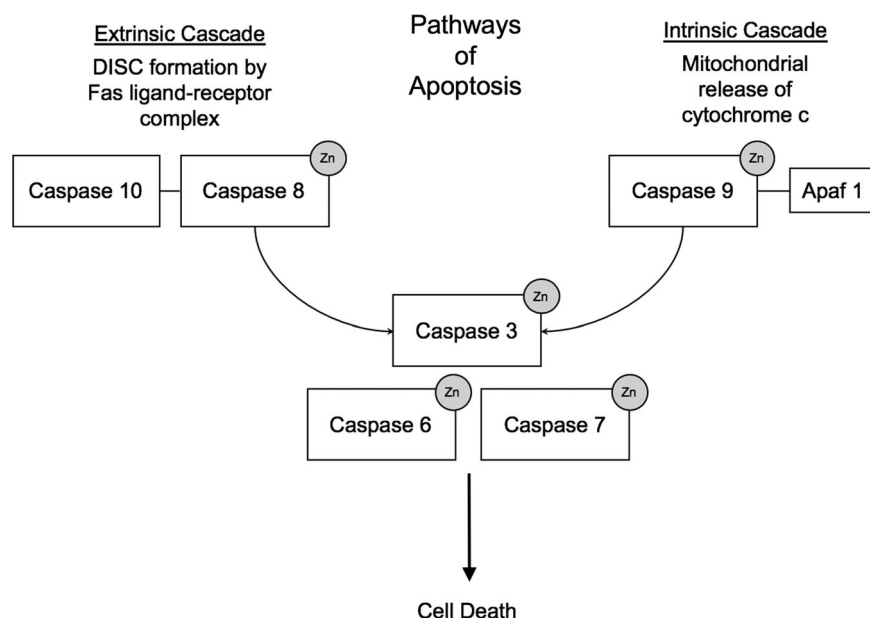 Extrinsic Cascade
DISC formation by
Fas ligand-receptor
complex
Pathways
of
Apoptosis
Intrinsic Cascade
Mitochondrial
release of
cytochrome c
Caspase 10
Caspase 8
Zn
Caspase 9
Zn
Apaf 1
Caspase 3
Zn
Caspase 6
Zn
Caspase 7
Zn
Cell Death